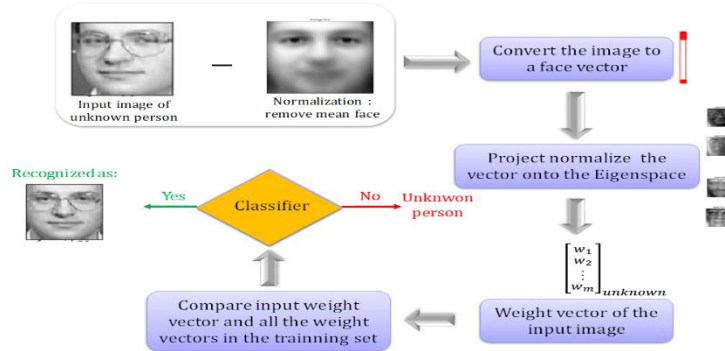 Input image of
unknown person
Normalization :
remove mean face
Convert the image to
a face vector
Project normalize the
vector onto the Eigenspace
w1
w2
⋮
wm
unknown
Weight vector of the
input image
Compare input weight
vector and all the weight
vectors in the trainning set
Classifier
Yes
No
Recognized as:
Unknwon
person